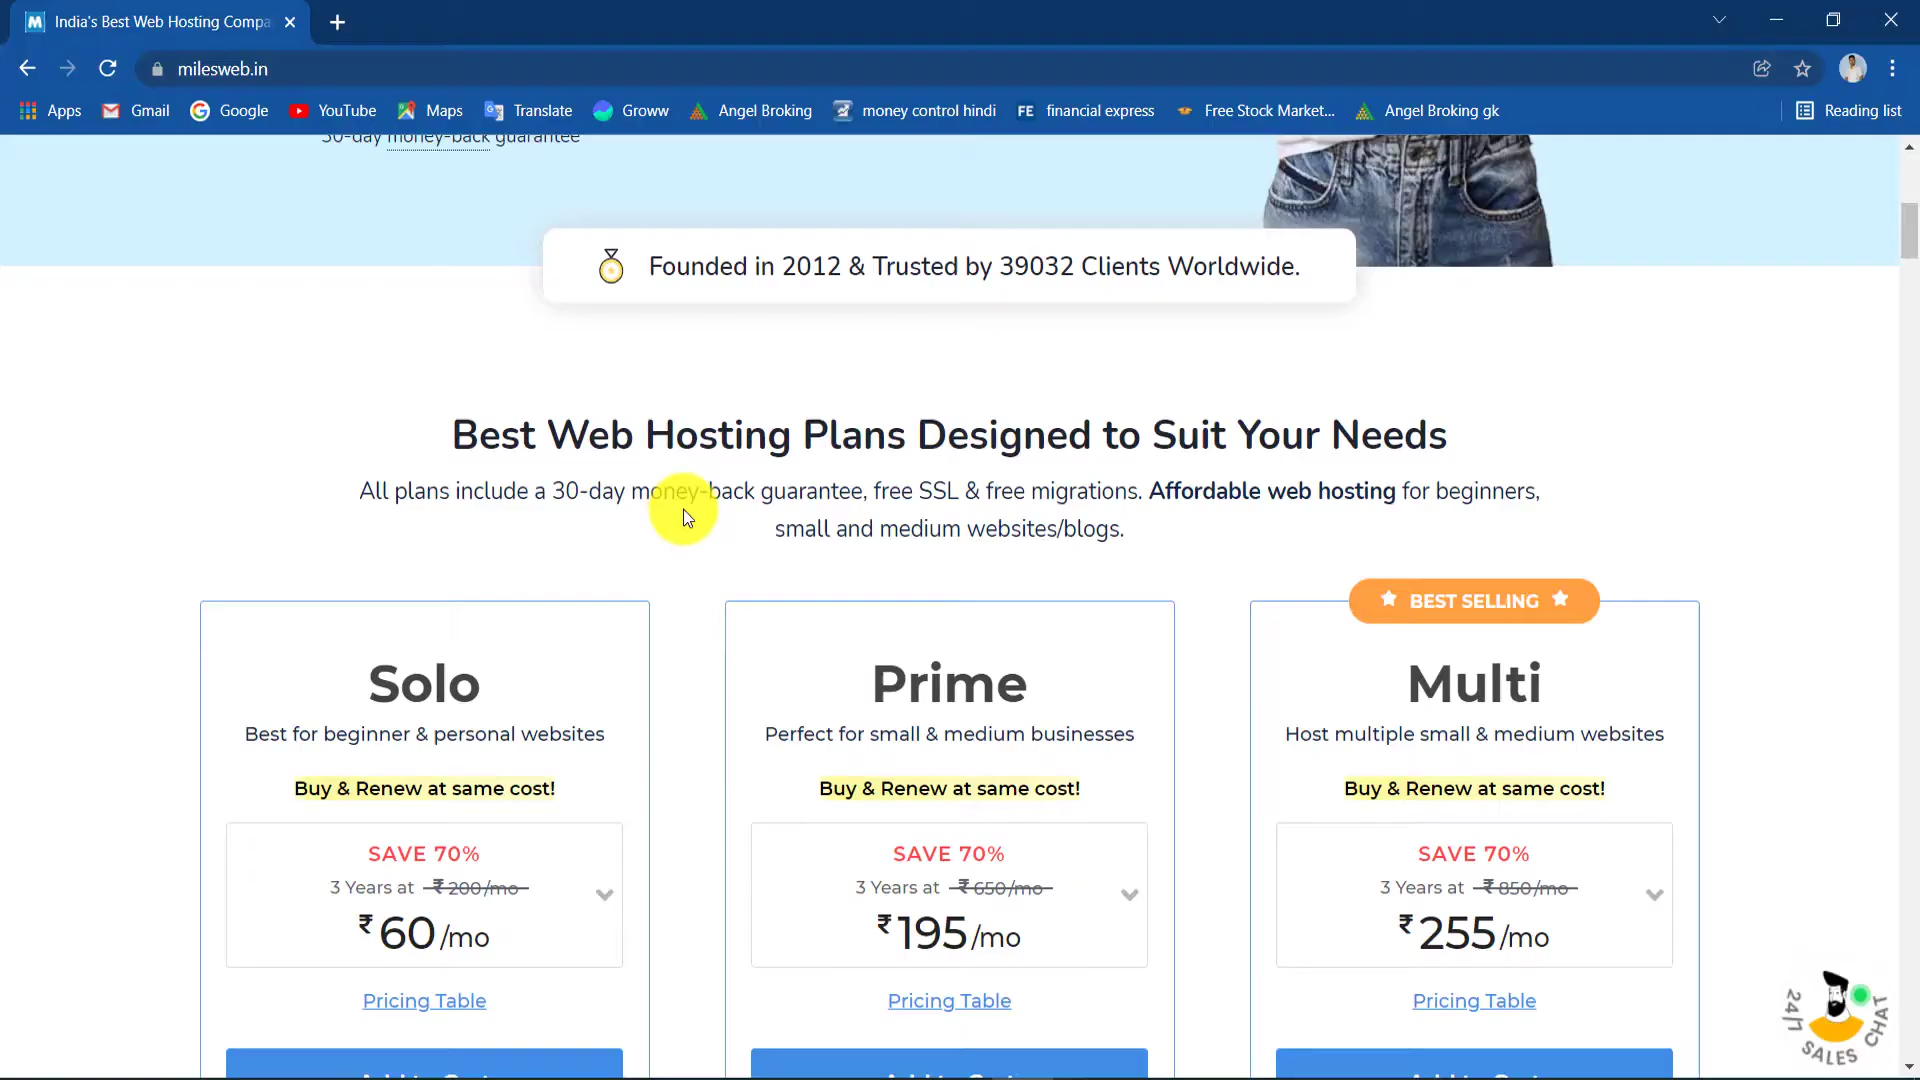 India's Best Web Hosting Compa
milesweb.in
Apps Gmail Google YouTube Maps Translate Groww Angel Broking money control hindi FE financial express Free Stock Market... Angel Broking gk Reading list
30-day money-back guarantee
Founded in 2012 & Trusted by 39032 Clients Worldwide.
Best Web Hosting Plans Designed to Suit Your Needs
All plans include a 30-day money-back guarantee, free SSL & free migrations. Affordable web hosting for beginners,
small and medium websites/blogs.
BEST SELLING
Solo
Best for beginner & personal websites
Buy & Renew at same cost!
SAVE 70%
3 Years at ₹200/mo
₹60/mo
Pricing Table
Prime
Perfect for small & medium businesses
Buy & Renew at same cost!
SAVE 70%
3 Years at ₹650/mo
₹195/mo
Pricing Table
Multi
Host multiple small & medium websites
Buy & Renew at same cost!
SAVE 70%
3 Years at ₹850/mo
₹255/mo
Pricing Table
24/7 SALES CHAT